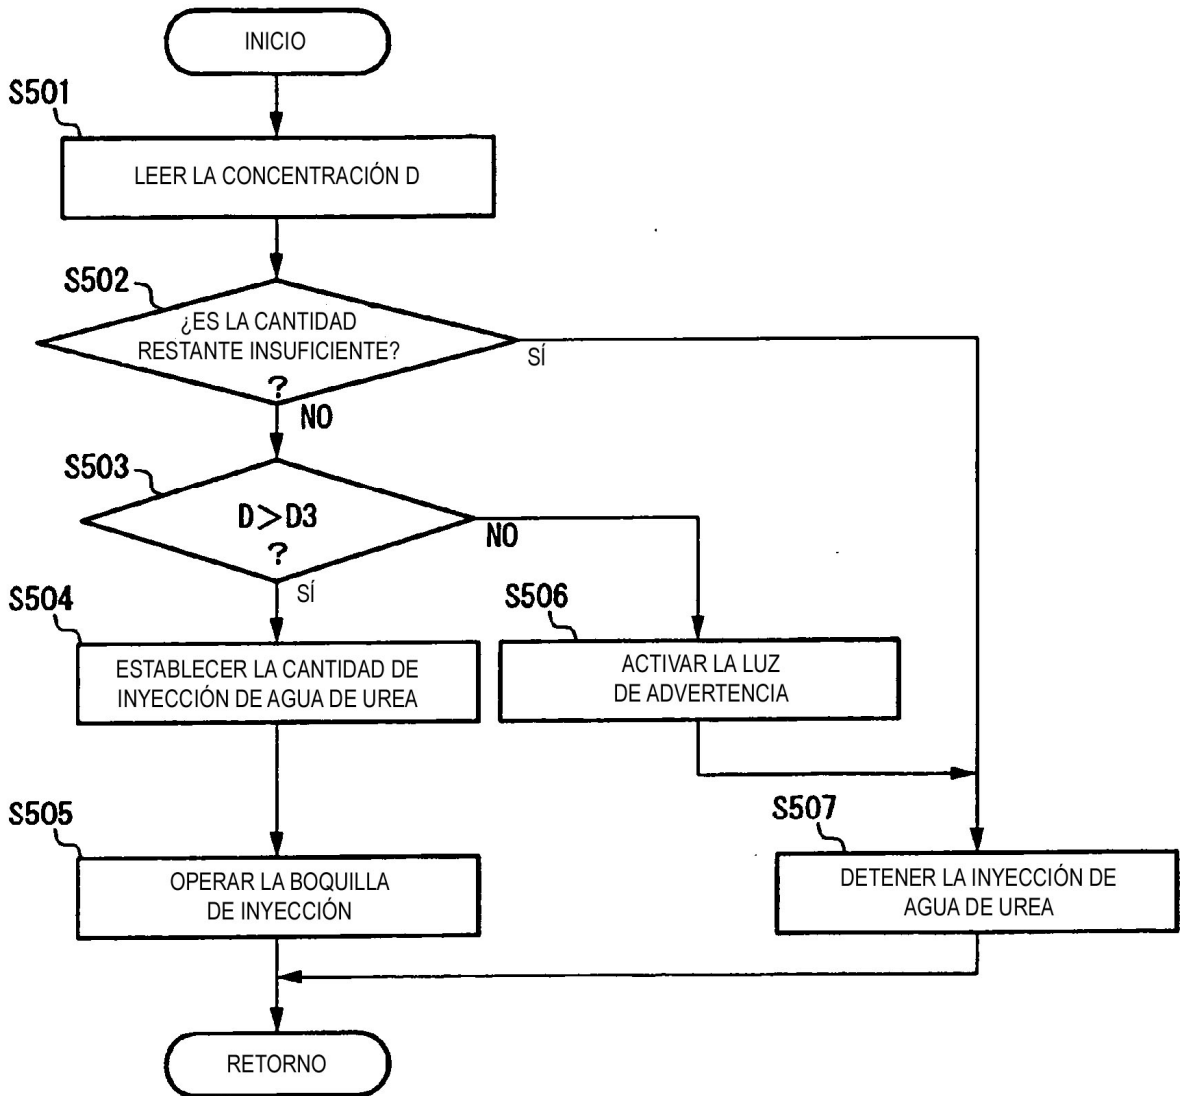 INICIO
S501
LEER LA CONCENTRACIÓN D
S502
¿ES LA CANTIDAD
RESTANTE INSUFICIENTE?
?
SÍ
NO
S503
D>D3
?
NO
SÍ
S504
ESTABLECER LA CANTIDAD DE
INYECCIÓN DE AGUA DE UREA
S506
ACTIVAR LA LUZ
DE ADVERTENCIA
S505
OPERAR LA BOQUILLA
DE INYECCIÓN
S507
DETENER LA INYECCIÓN DE
AGUA DE UREA
RETORNO